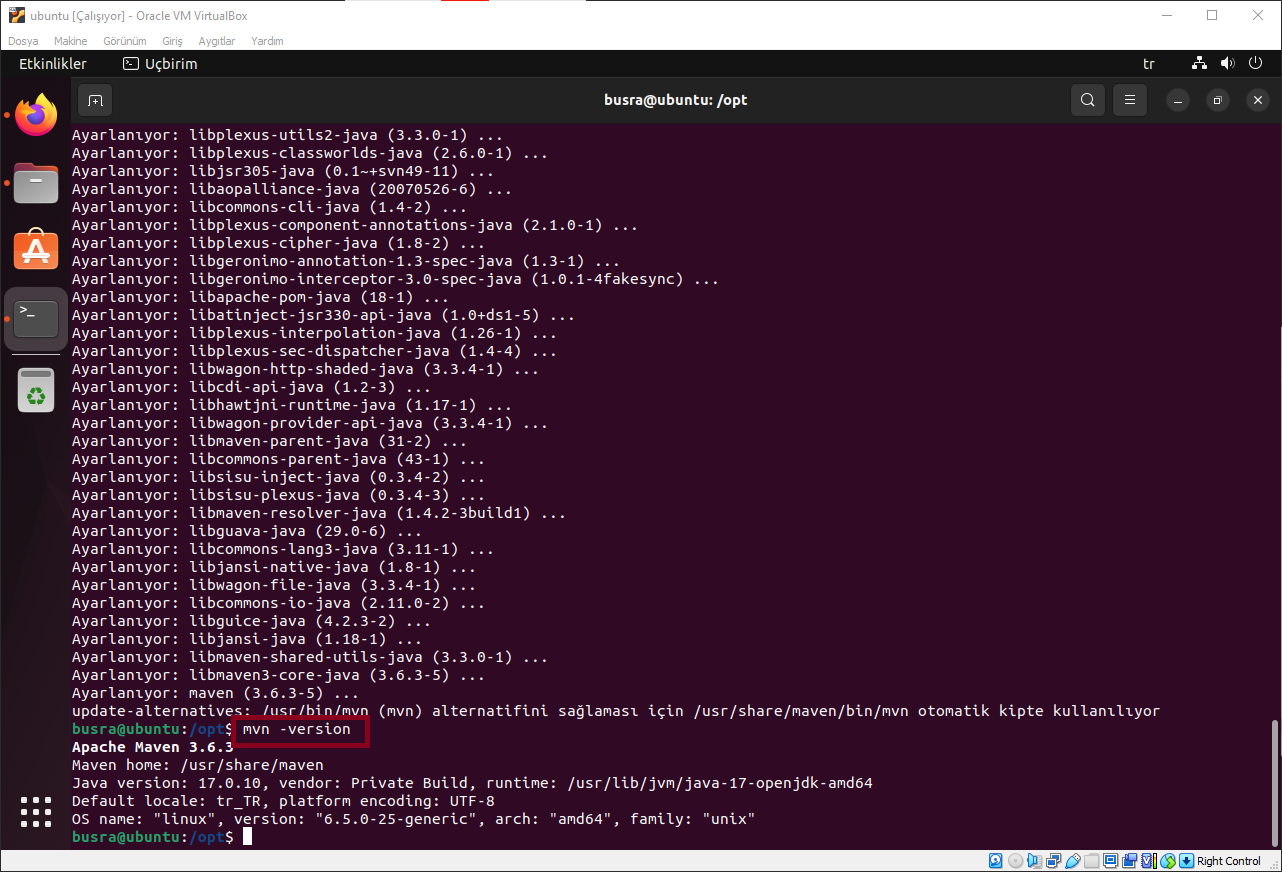 ubuntu [Çalışıyor] - Oracle VM VirtualBox
Dosya Makine Görünüm Giriş Aygıtlar Yardım
Etkinlikler Uçbirim tr
busra@ubuntu: /opt
Ayarlanıyor: libplexus-utils2-java (3.3.0-1) ...
Ayarlanıyor: libplexus-classworlds-java (2.6.0-1) ...
Ayarlanıyor: libjsr305-java (0.1~+svn49-11) ...
Ayarlanıyor: libaopalliance-java (20070526-6) ...
Ayarlanıyor: libcommons-cli-java (1.4-2) ...
Ayarlanıyor: libplexus-component-annotations-java (2.1.0-1) ...
Ayarlanıyor: libplexus-cipher-java (1.8-2) ...
Ayarlanıyor: libgeronimo-annotation-1.3-spec-java (1.3-1) ...
Ayarlanıyor: libgeronimo-interceptor-3.0-spec-java (1.0.1-4fakesync) ...
Ayarlanıyor: libapache-pom-java (18-1) ...
Ayarlanıyor: libatinject-jsr330-api-java (1.0+ds1-5) ...
Ayarlanıyor: libplexus-interpolation-java (1.26-1) ...
Ayarlanıyor: libplexus-sec-dispatcher-java (1.4-4) ...
Ayarlanıyor: libwagon-http-shaded-java (3.3.4-1) ...
Ayarlanıyor: libcdi-api-java (1.2-3) ...
Ayarlanıyor: libhawtjni-runtime-java (1.17-1) ...
Ayarlanıyor: libwagon-provider-api-java (3.3.4-1) ...
Ayarlanıyor: libmaven-parent-java (31-2) ...
Ayarlanıyor: libcommons-parent-java (43-1) ...
Ayarlanıyor: libsisu-inject-java (0.3.4-2) ...
Ayarlanıyor: libsisu-plexus-java (0.3.4-3) ...
Ayarlanıyor: libmaven-resolver-java (1.4.2-3build1) ...
Ayarlanıyor: libguava-java (29.0-6) ...
Ayarlanıyor: libcommons-lang3-java (3.11-1) ...
Ayarlanıyor: libjansi-native-java (1.8-1) ...
Ayarlanıyor: libwagon-file-java (3.3.4-1) ...
Ayarlanıyor: libcommons-io-java (2.11.0-2) ...
Ayarlanıyor: libguice-java (4.2.3-2) ...
Ayarlanıyor: libjansi-java (1.18-1) ...
Ayarlanıyor: libmaven-shared-utils-java (3.3.0-1) ...
Ayarlanıyor: libmaven3-core-java (3.6.3-5) ...
Ayarlanıyor: maven (3.6.3-5) ...
update-alternatives: /usr/bin/mvn (mvn) alternatifini sağlaması için /usr/share/maven/bin/mvn otomatik kipte kullanılıyor
busra@ubuntu:/opt$ mvn -version
Apache Maven 3.6.3
Maven home: /usr/share/maven
Java version: 17.0.10, vendor: Private Build, runtime: /usr/lib/jvm/java-17-openjdk-amd64
Default locale: tr_TR, platform encoding: UTF-8
OS name: "linux", version: "6.5.0-25-generic", arch: "amd64", family: "unix"
busra@ubuntu:/opt$
Right Control